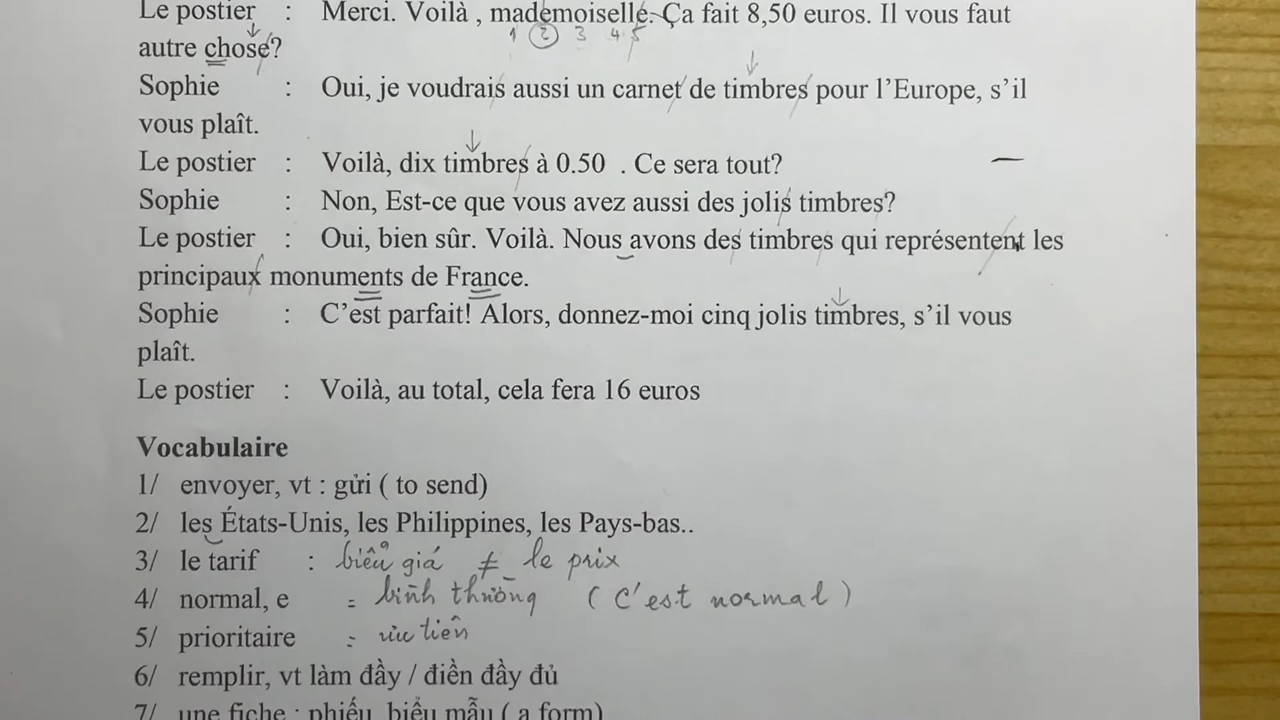 Le postier : Merci. Voilà , mademoiselle. Ça fait 8,50 euros. Il vous faut
1 2 3 4 5
autre chose?
Sophie : Oui, je voudrais aussi un carnet de timbres pour l'Europe, s'il
vous plaît.
Le postier : Voilà, dix timbres à 0.50 . Ce sera tout?
Sophie : Non, Est-ce que vous avez aussi des jolis timbres?
Le postier : Oui, bien sûr. Voilà. Nous avons des timbres qui représentent les
principaux monuments de France.
Sophie : C'est parfait! Alors, donnez-moi cinq jolis timbres, s'il vous
plaît.
Le postier : Voilà, au total, cela fera 16 euros
Vocabulaire
1/ envoyer, vt : gửi ( to send)
2/ les États-Unis, les Philippines, les Pays-bas..
3/ le tarif : biểu giá ≠ le prix
4/ normal, e = bình thường ( C'est normal )
5/ prioritaire = ưu tiên
6/ remplir, vt làm đầy / điền đầy đủ
7/ une fiche : phiếu, biểu mẫu ( a form)